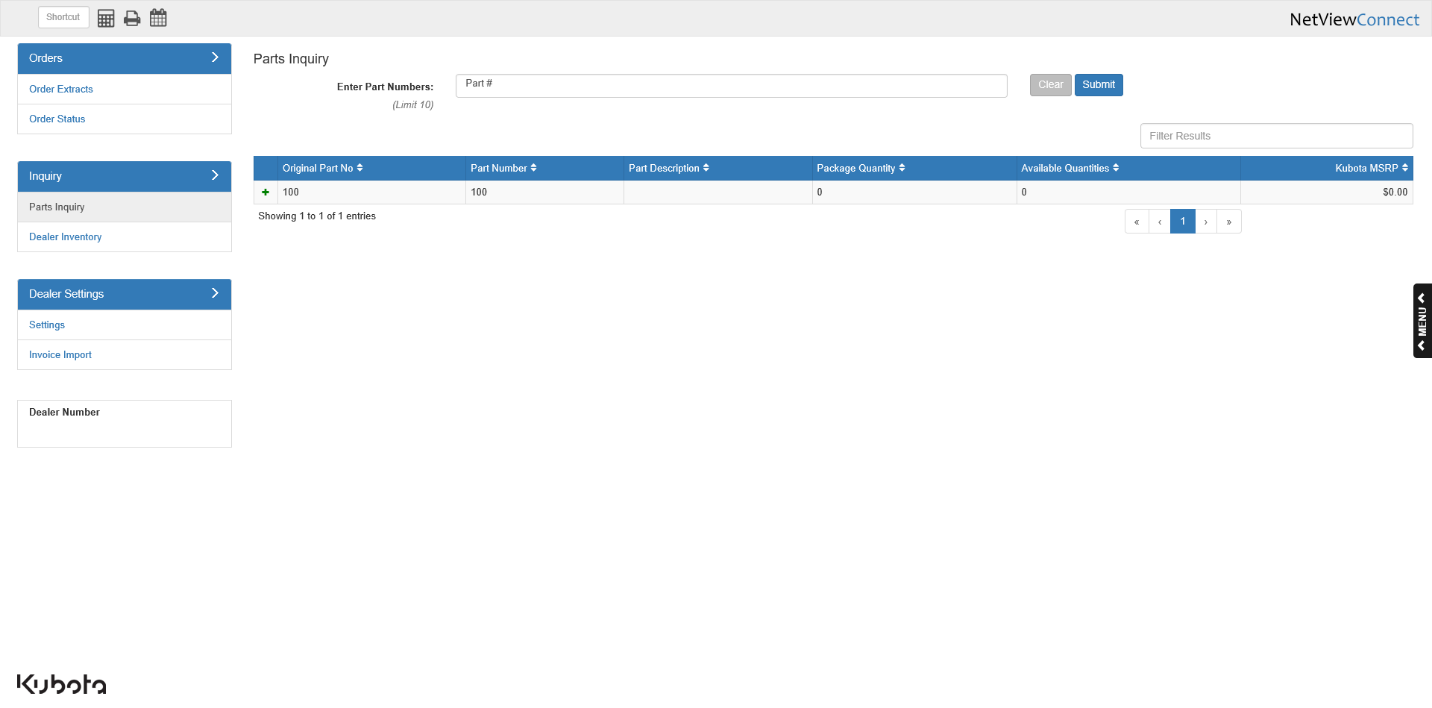 Shortcut
NetViewConnect
Orders
Order Extracts
Order Status
Inquiry
Parts Inquiry
Dealer Inventory
Dealer Settings
Settings
Invoice Import
Dealer Number
Parts Inquiry
Enter Part Numbers: Part # Clear Submit
(Limit 10)
Filter Results
Original Part No Part Number Part Description Package Quantity Available Quantities Kubota MSRP
100 100 0 0 $0.00
Showing 1 to 1 of 1 entries « ‹ 1 › »
MENU
Kubota